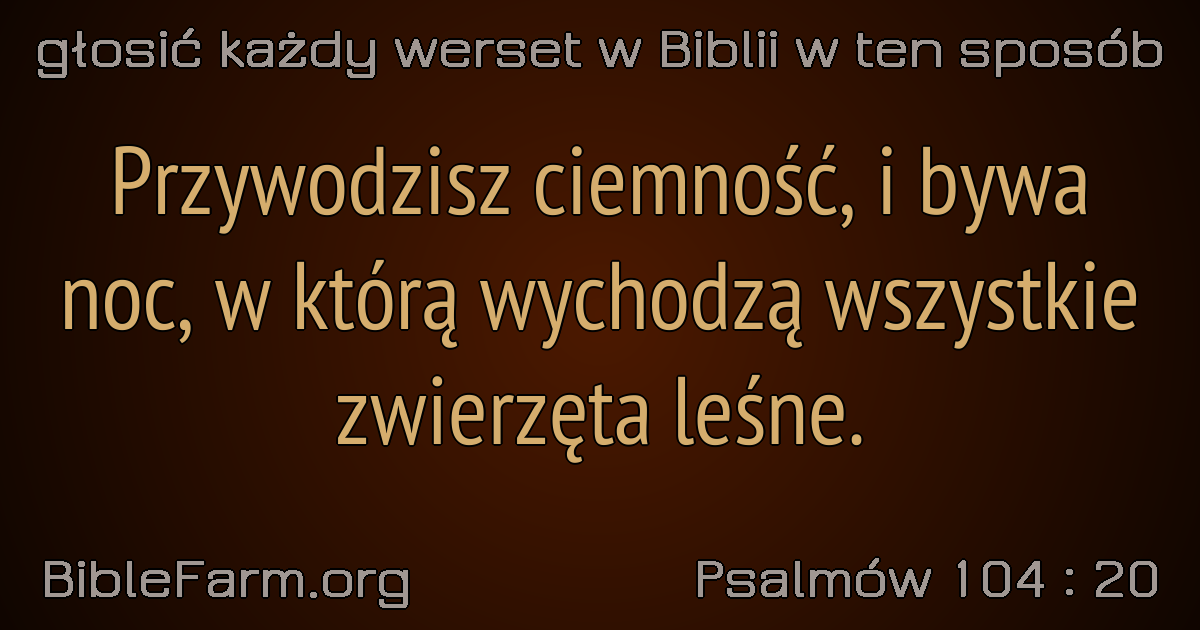 głosić każdy werset w Biblii w ten sposób
Przywodzisz ciemność, i bywa
noc, w którą wychodzą wszystkie
zwierzęta leśne.
BibleFarm.org
Psalmów 104 : 20